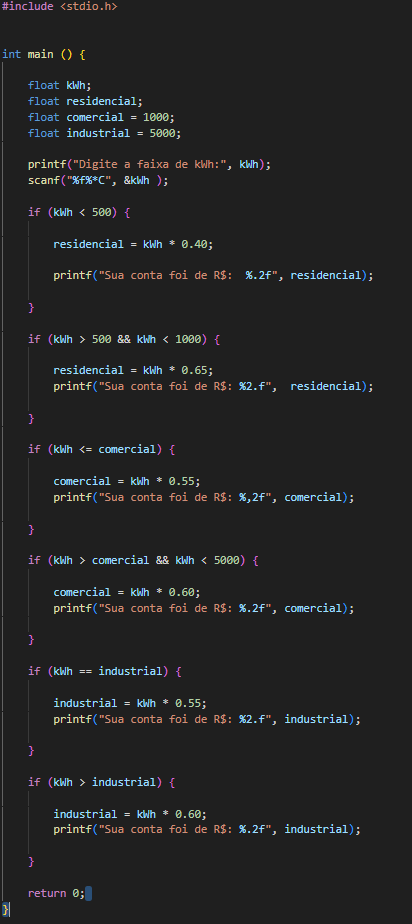 #include <stdio.h>
int main () {
float kWh;
float residencial;
float comercial = 1000;
float industrial = 5000;
printf("Digite a faixa de kWh:", kWh);
scanf("%f%*C", &kWh );
if (kWh < 500) {
residencial = kWh * 0.40;
printf("Sua conta foi de R$:  %.2f", residencial);
}
if (kWh > 500 && kWh < 1000) {
residencial = kWh * 0.65;
printf("Sua conta foi de R$: %2.f",  residencial);
}
if (kWh <= comercial) {
comercial = kWh * 0.55;
printf("Sua conta foi de R$: %,2f", comercial);
}
if (kWh > comercial && kWh < 5000) {
comercial = kWh * 0.60;
printf("Sua conta foi de R$: %.2f", comercial);
}
if (kWh == industrial) {
industrial = kWh * 0.55;
printf("Sua conta foi de R$: %2.f", industrial);
}
if (kWh > industrial) {
industrial = kWh * 0.60;
printf("Sua conta foi de R$: %.2f", industrial);
}
return 0;
}